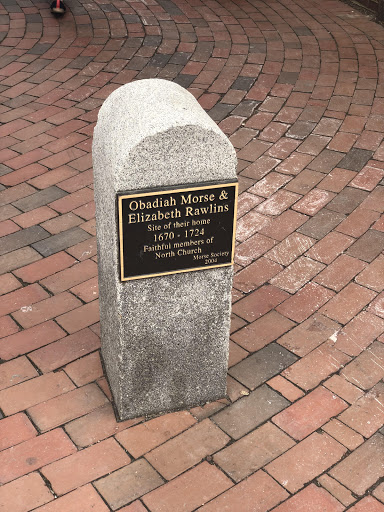 Obadiah Morse &
Elizabeth Rawlins
Site of their home
1670 - 1724
Faithful members of
North Church
Morse Society
2004